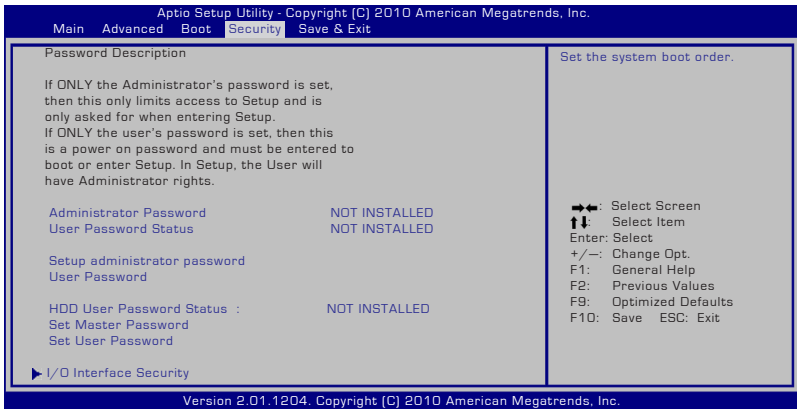 Aptio Setup Utility - Copyright (C) 2010 American Megatrends, Inc.
Main Advanced Boot Security Save & Exit
Password Description
If ONLY the Administrator's password is set,
then this only limits access to Setup and is
only asked for when entering Setup.
If ONLY the user's password is set, then this
is a power on password and must be entered to
boot or enter Setup. In Setup, the User will
have Administrator rights.
Administrator Password NOT INSTALLED
User Password Status NOT INSTALLED
Setup administrator password
User Password
HDD User Password Status : NOT INSTALLED
Set Master Password
Set User Password
I/O Interface Security
Set the system boot order.
→←: Select Screen
↑↓: Select Item
Enter: Select
+/—: Change Opt.
F1: General Help
F2: Previous Values
F9: Optimized Defaults
F10: Save ESC: Exit
Version 2.01.1204. Copyright (C) 2010 American Megatrends, Inc.